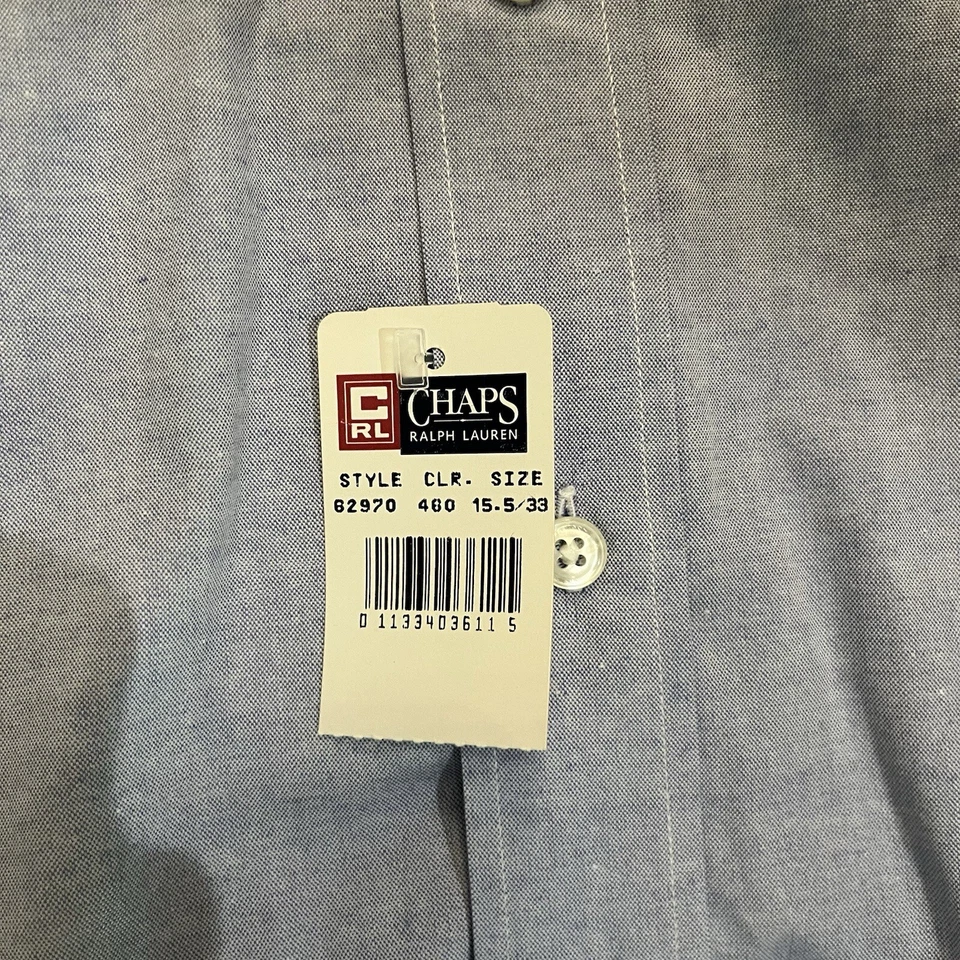 C
RL
CHAPS
RALPH LAUREN
STYLE CLR. SIZE
62970 460 15.5/33
0 1133403611 5